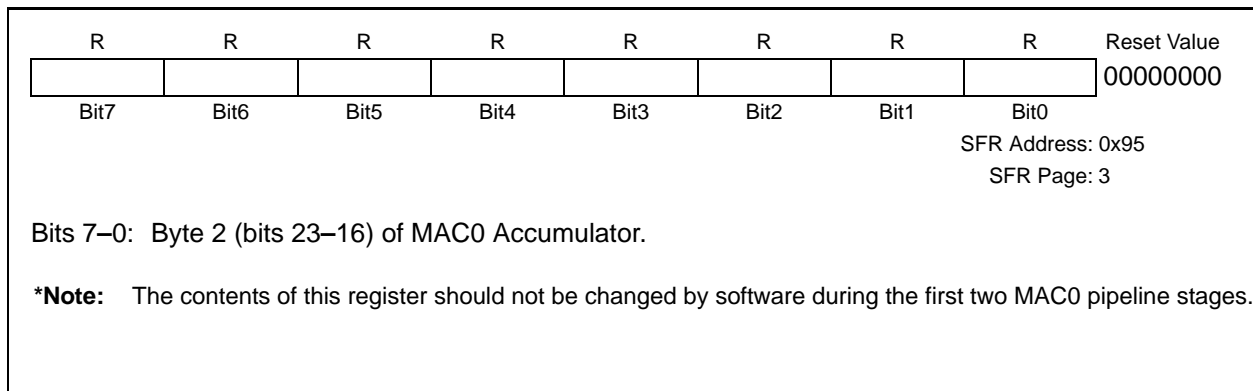 R R R R R R R R Reset Value
00000000
Bit7 Bit6 Bit5 Bit4 Bit3 Bit2 Bit1 Bit0
SFR Address: 0x95
SFR Page: 3
Bits 7–0: Byte 2 (bits 23–16) of MAC0 Accumulator.
*Note: The contents of this register should not be changed by software during the first two MAC0 pipeline stages.